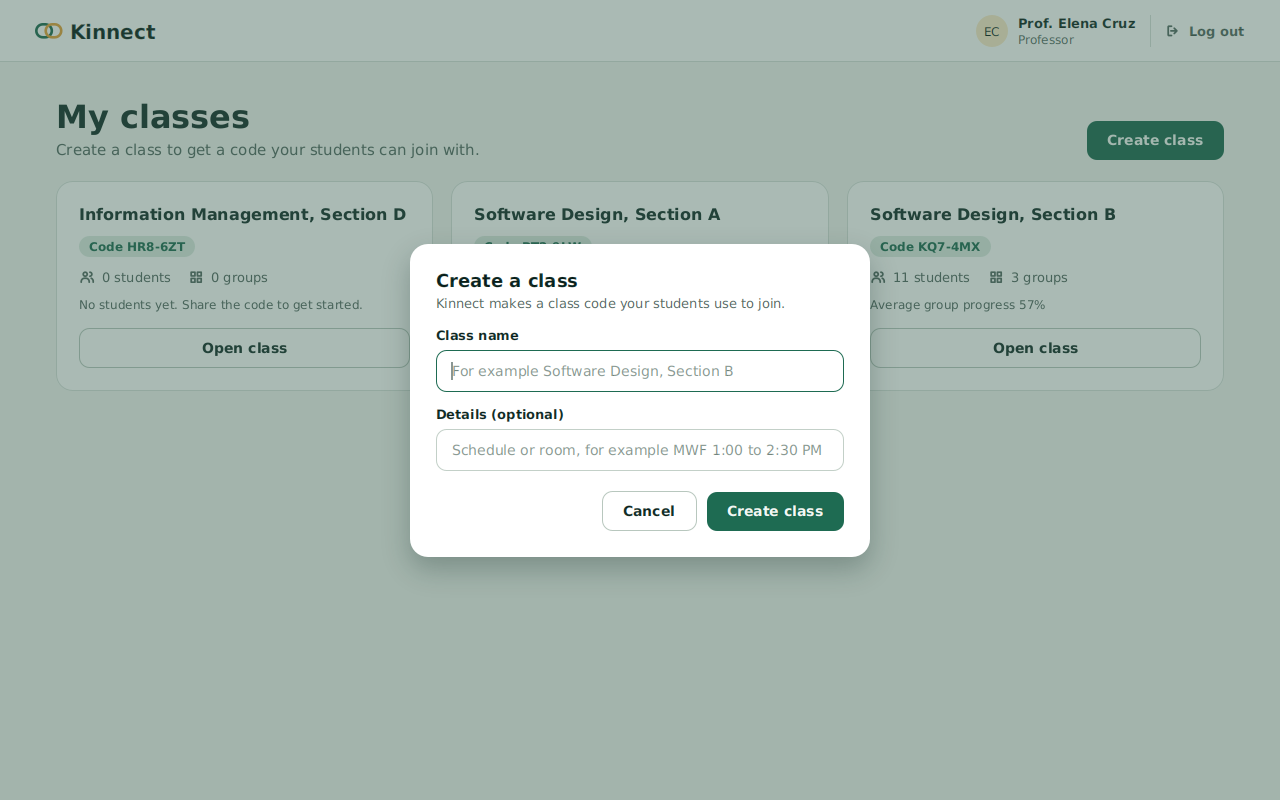 Kinnect
EC
Prof. Elena Cruz
Professor
Log out
My classes
Create a class to get a code your students can join with.
Create class
Information Management, Section D
Code HR8-6ZT
0 students
0 groups
No students yet. Share the code to get started.
Open class
Software Design, Section A
Software Design, Section B
Code KQ7-4MX
11 students
3 groups
Average group progress 57%
Open class
Create a class
Kinnect makes a class code your students use to join.
Class name
For example Software Design, Section B
Details (optional)
Schedule or room, for example MWF 1:00 to 2:30 PM
Cancel
Create class